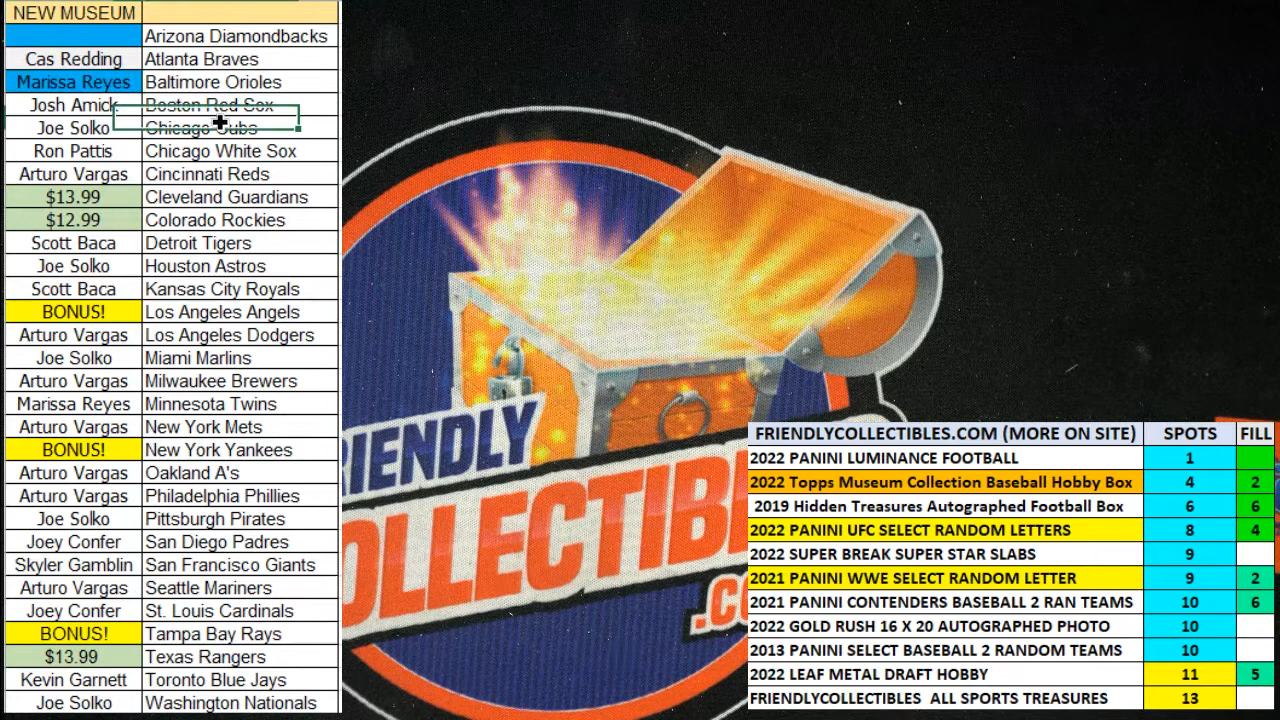 NEW MUSEUM
Arizona Diamondbacks
Cas Redding Atlanta Braves
Marissa Reyes Baltimore Orioles
Josh Amick Boston Red Sox
Joe Solko Chicago Cubs
Ron Pattis Chicago White Sox
Arturo Vargas Cincinnati Reds
$13.99 Cleveland Guardians
$12.99 Colorado Rockies
Scott Baca Detroit Tigers
Joe Solko Houston Astros
Scott Baca Kansas City Royals
BONUS! Los Angeles Angels
Arturo Vargas Los Angeles Dodgers
Joe Solko Miami Marlins
Arturo Vargas Milwaukee Brewers
Marissa Reyes Minnesota Twins
Arturo Vargas New York Mets
BONUS! New York Yankees
Arturo Vargas Oakland A's
Arturo Vargas Philadelphia Phillies
Joe Solko Pittsburgh Pirates
Joey Confer San Diego Padres
Skyler Gamblin San Francisco Giants
Arturo Vargas Seattle Mariners
Joey Confer St. Louis Cardinals
BONUS! Tampa Bay Rays
$13.99 Texas Rangers
Kevin Garnett Toronto Blue Jays
Joe Solko Washington Nationals
RIENDLY
OLLECTIB
.CO
FRIENDLYCOLLECTIBLES.COM (MORE ON SITE) SPOTS FILL
2022 PANINI LUMINANCE FOOTBALL 1
2022 Topps Museum Collection Baseball Hobby Box 4 2
2019 Hidden Treasures Autographed Football Box 6 6
2022 PANINI UFC SELECT RANDOM LETTERS 8 4
2022 SUPER BREAK SUPER STAR SLABS 9
2021 PANINI WWE SELECT RANDOM LETTER 9 2
2021 PANINI CONTENDERS BASEBALL 2 RAN TEAMS 10 6
2022 GOLD RUSH 16 X 20 AUTOGRAPHED PHOTO 10
2013 PANINI SELECT BASEBALL 2 RANDOM TEAMS 10
2022 LEAF METAL DRAFT HOBBY 11 5
FRIENDLYCOLLECTIBLES ALL SPORTS TREASURES 13